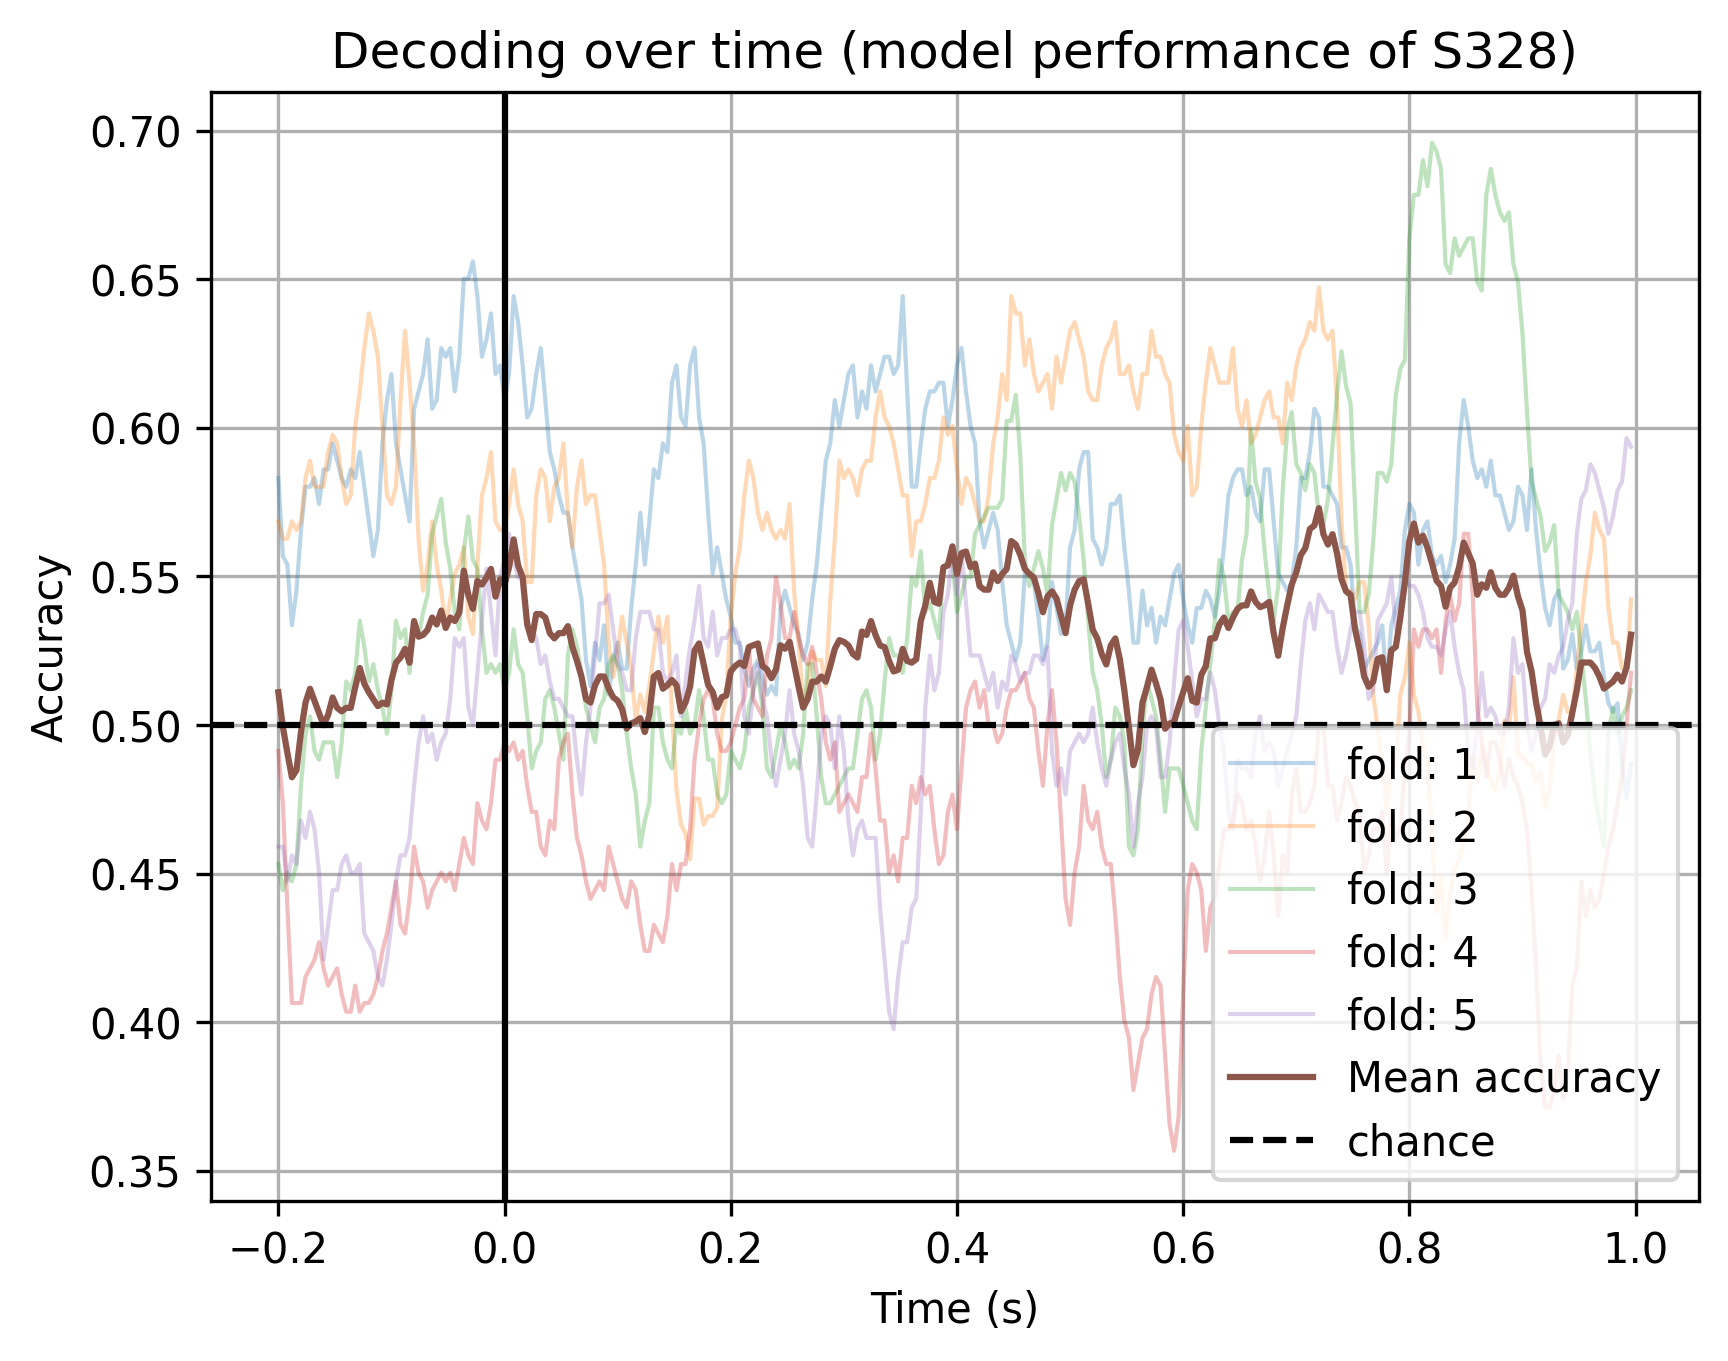 Decoding over time (model performance of S328)
Accuracy
0.70
0.65
0.60
0.55
0.50
0.45
0.40
0.35
fold: 1
fold: 2
fold: 3
fold: 4
fold: 5
Mean accuracy
chance
−0.2 0.0 0.2 0.4 0.6 0.8 1.0
Time (s)